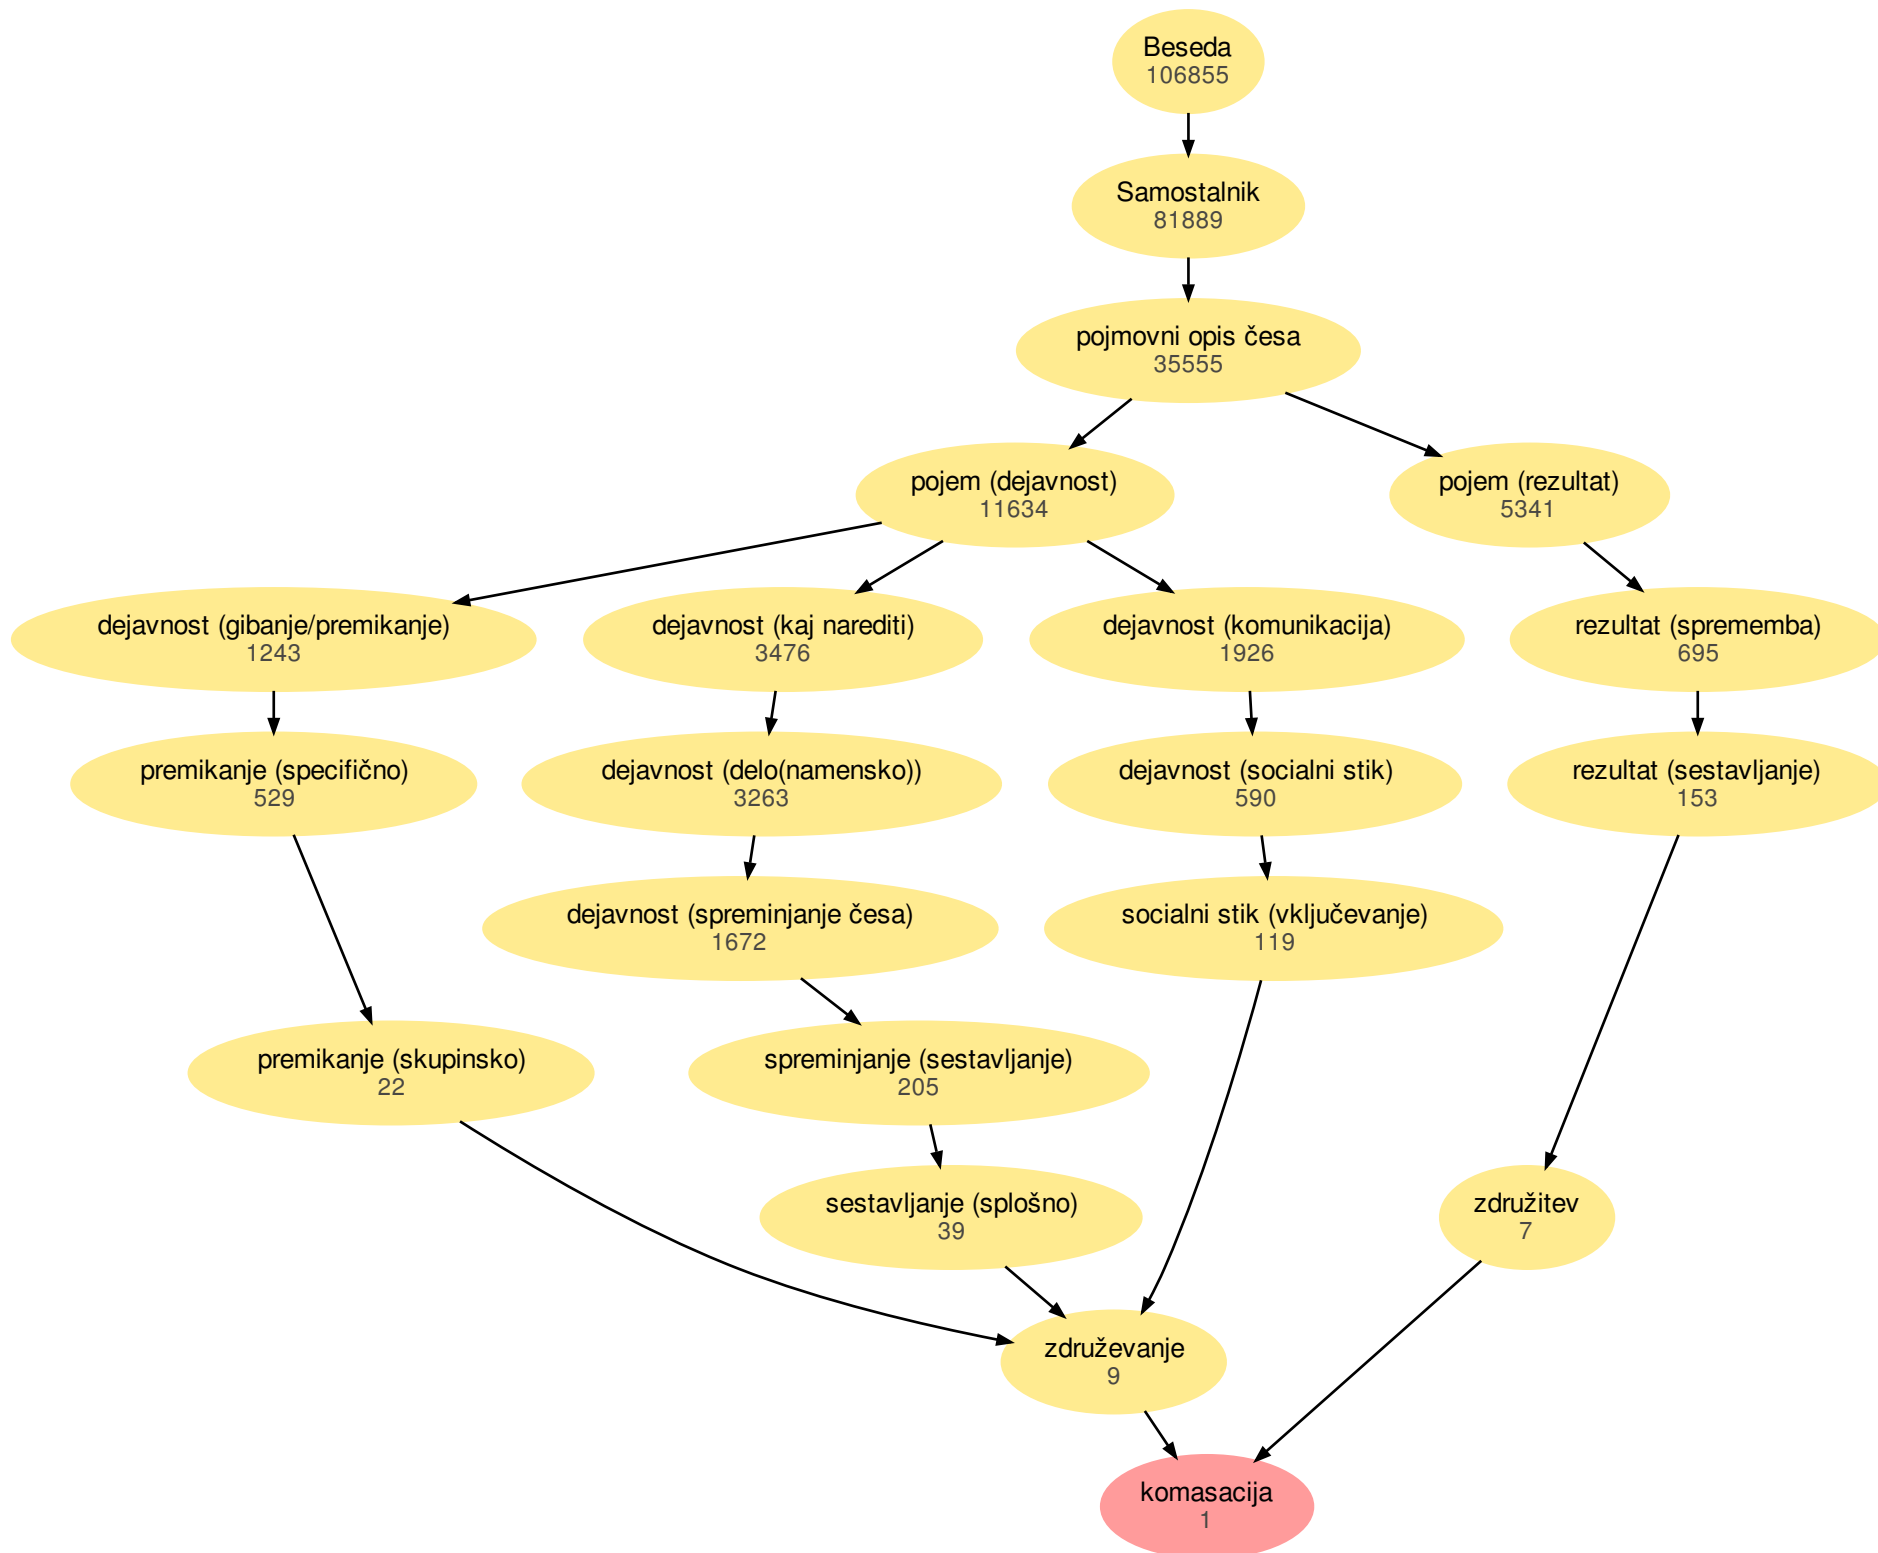 Beseda
106855
Samostalnik
81889
pojmovni opis česa
35555
pojem (dejavnost)
11634
pojem (rezultat)
5341
dejavnost (gibanje/premikanje)
1243
dejavnost (kaj narediti)
3476
dejavnost (komunikacija)
1926
rezultat (sprememba)
695
premikanje (specifično)
529
dejavnost (delo(namensko))
3263
dejavnost (socialni stik)
590
rezultat (sestavljanje)
153
dejavnost (spreminjanje česa)
1672
socialni stik (vključevanje)
119
premikanje (skupinsko)
22
spreminjanje (sestavljanje)
205
sestavljanje (splošno)
39
združitev
7
združevanje
9
komasacija
1